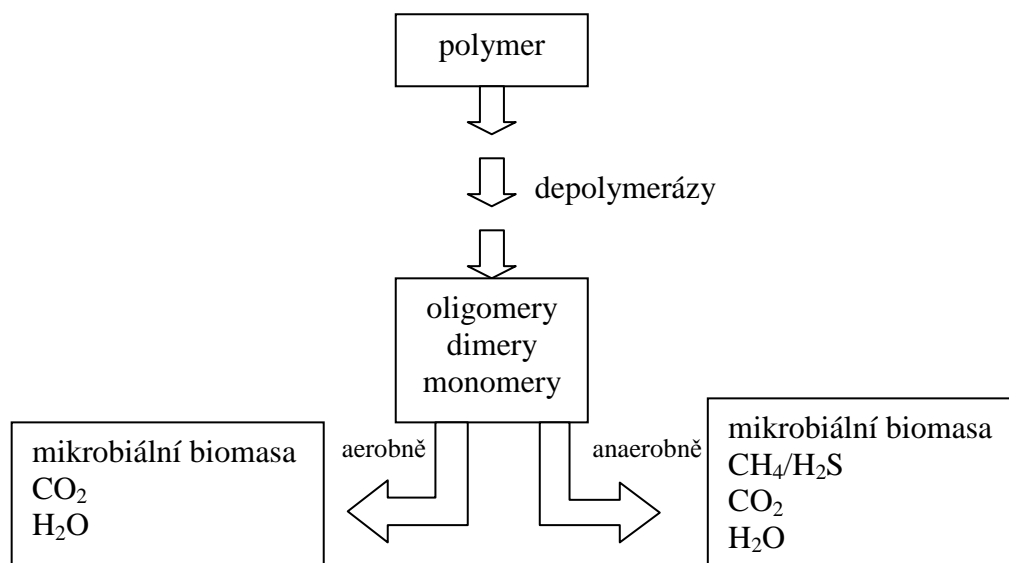 polymer
depolymerázy
oligomery
dimery
monomery
aerobně
anaerobně
mikrobiální biomasa
CO₂
H₂O
mikrobiální biomasa
CH₄/H₂S
CO₂
H₂O